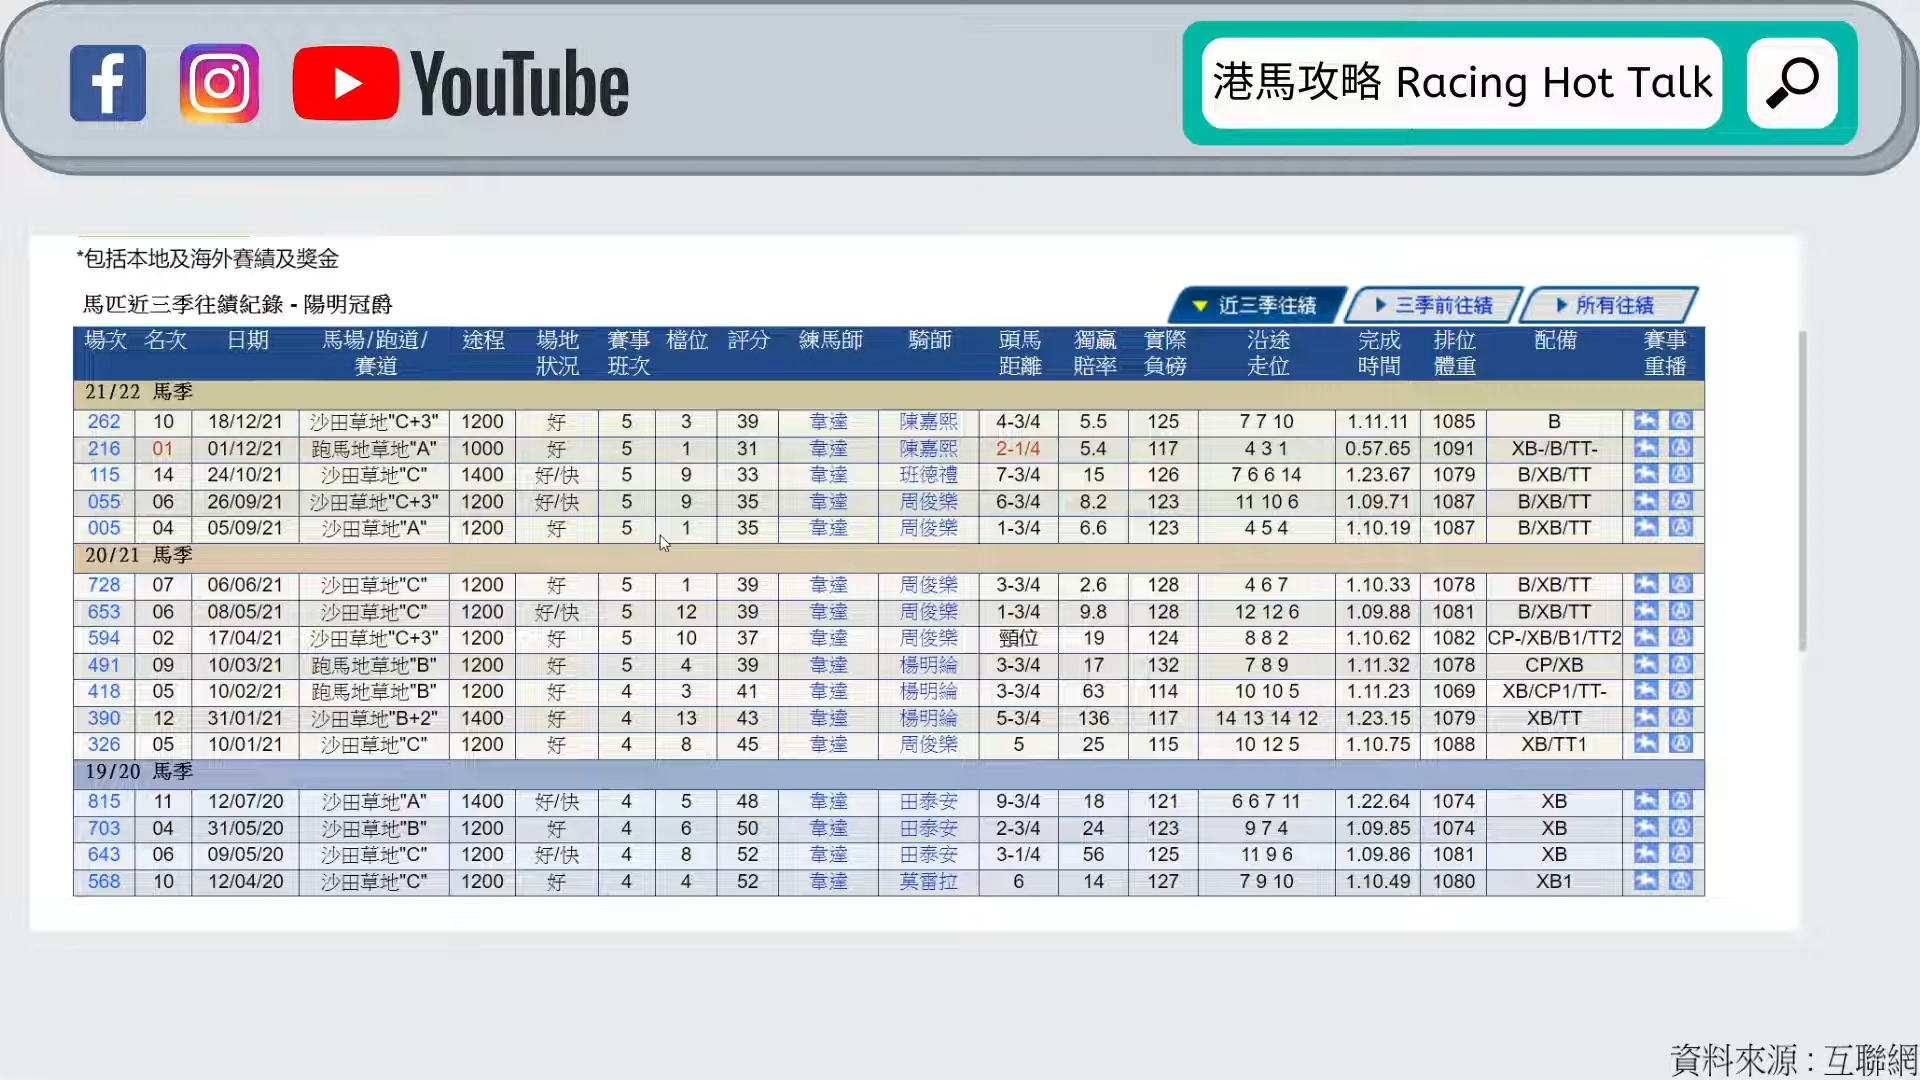 f YouTube 港馬攻略 Racing Hot Talk
*包括本地及海外賽績及獎金
馬匹近三季往績紀錄 - 陽明冠爵 近三季往績 三季前往績 所有往績
場次 名次 日期 馬場/跑道/賽道 途程 場地狀況 賽事班次 檔位 評分 練馬師 騎師 頭馬距離 獨贏賠率 實際負磅 沿途走位 完成時間 排位體重 配備 賽事重播
21/22 馬季
262 10 18/12/21 沙田草地"C+3" 1200 好 5 3 39 韋達 陳嘉熙 4-3/4 5.5 125 7 7 10 1.11.11 1085 B
216 01 01/12/21 跑馬地草地"A" 1000 好 5 1 31 韋達 陳嘉熙 2-1/4 5.4 117 4 3 1 0.57.65 1091 XB-/B/TT-
115 14 24/10/21 沙田草地"C" 1400 好/快 5 9 33 韋達 班德禮 7-3/4 15 126 7 6 6 14 1.23.67 1079 B/XB/TT
055 06 26/09/21 沙田草地"C+3" 1200 好/快 5 9 35 韋達 周俊樂 6-3/4 8.2 123 11 10 6 1.09.71 1087 B/XB/TT
005 04 05/09/21 沙田草地"A" 1200 好 5 1 35 韋達 周俊樂 1-3/4 6.6 123 4 5 4 1.10.19 1087 B/XB/TT
20/21 馬季
728 07 06/06/21 沙田草地"C" 1200 好 5 1 39 韋達 周俊樂 3-3/4 2.6 128 4 6 7 1.10.33 1078 B/XB/TT
653 06 08/05/21 沙田草地"C" 1200 好/快 5 12 39 韋達 周俊樂 1-3/4 9.8 128 12 12 6 1.09.88 1081 B/XB/TT
594 02 17/04/21 沙田草地"C+3" 1200 好 5 10 37 韋達 周俊樂 頸位 19 124 8 8 2 1.10.62 1082 CP-/XB/B1/TT2
491 09 10/03/21 跑馬地草地"B" 1200 好 5 4 39 韋達 楊明綸 3-3/4 17 132 7 8 9 1.11.32 1078 CP/XB
418 05 10/02/21 跑馬地草地"B" 1200 好 4 3 41 韋達 楊明綸 3-3/4 63 114 10 10 5 1.11.23 1069 XB/CP1/TT-
390 12 31/01/21 沙田草地"B+2" 1400 好 4 13 43 韋達 楊明綸 5-3/4 136 117 14 13 14 12 1.23.15 1079 XB/TT
326 05 10/01/21 沙田草地"C" 1200 好 4 8 45 韋達 周俊樂 5 25 115 10 12 5 1.10.75 1088 XB/TT1
19/20 馬季
815 11 12/07/20 沙田草地"A" 1400 好/快 4 5 48 韋達 田泰安 9-3/4 18 121 6 6 7 11 1.22.64 1074 XB
703 04 31/05/20 沙田草地"B" 1200 好 4 6 50 韋達 田泰安 2-3/4 24 123 9 7 4 1.09.85 1074 XB
643 06 09/05/20 沙田草地"C" 1200 好/快 4 8 52 韋達 田泰安 3-1/4 56 125 11 9 6 1.09.86 1081 XB
568 10 12/04/20 沙田草地"C" 1200 好 4 4 52 韋達 莫雷拉 6 14 127 7 9 10 1.10.49 1080 XB1
資料來源 : 互聯網